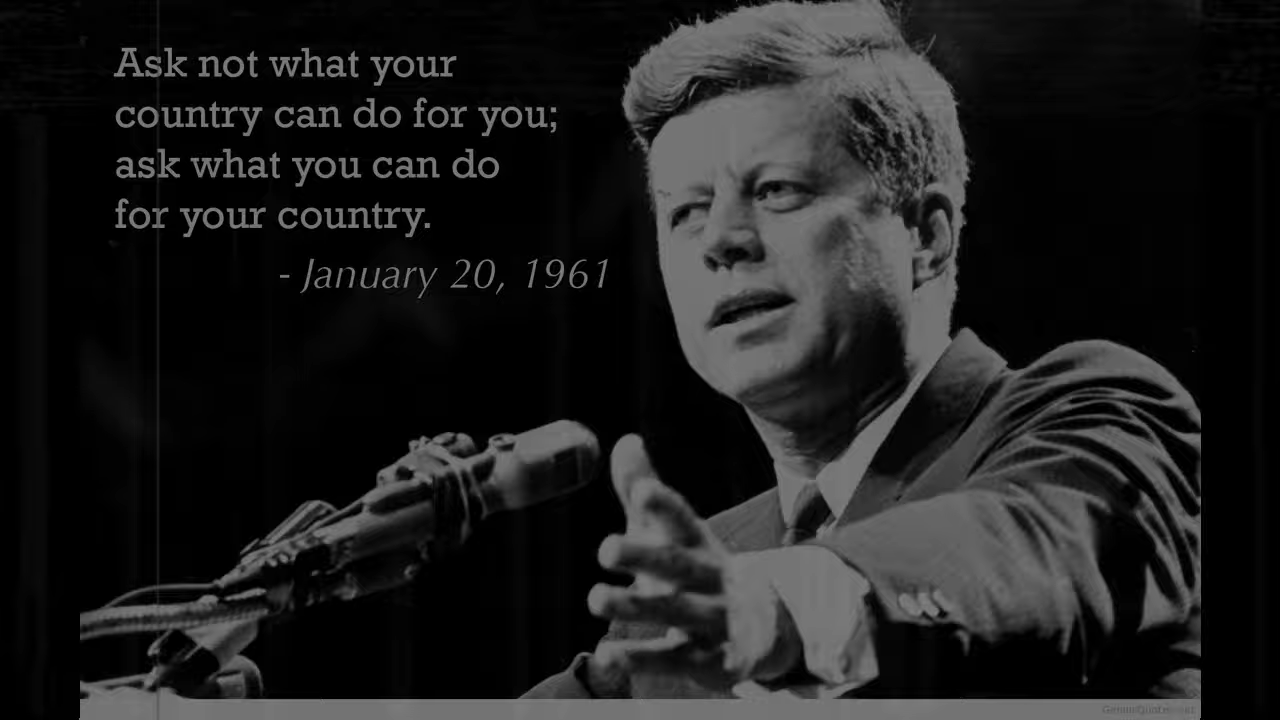 Ask not what your
country can do for you;
ask what you can do
for your country.
- January 20, 1961